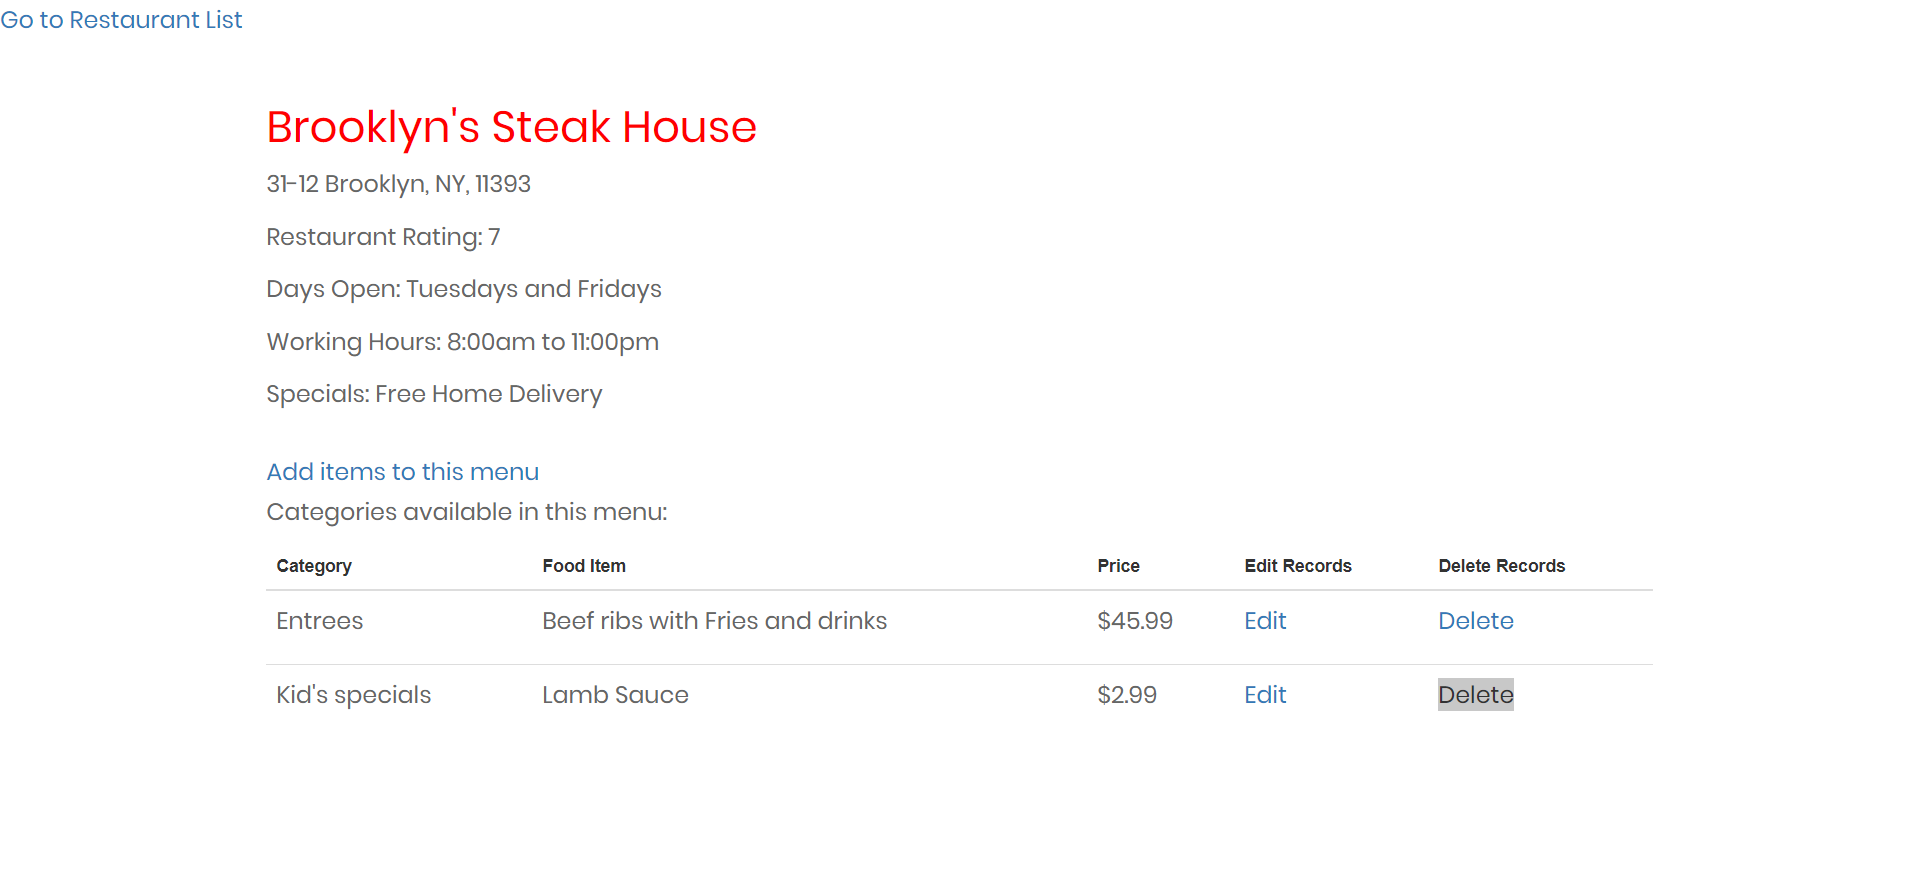 Go to Restaurant List
Brooklyn's Steak House
31-12 Brooklyn, NY, 11393
Restaurant Rating: 7
Days Open: Tuesdays and Fridays
Working Hours: 8:00am to 11:00pm
Specials: Free Home Delivery
Add items to this menu
Categories available in this menu:
Category Food Item Price Edit Records Delete Records
Entrees Beef ribs with Fries and drinks $45.99 Edit Delete
Kid's specials Lamb Sauce $2.99 Edit Delete